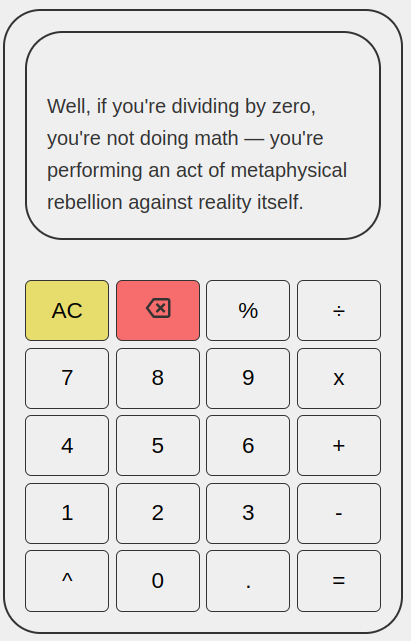 Well, if you're dividing by zero,
you're not doing math — you're
performing an act of metaphysical
rebellion against reality itself.
AC % ÷
7 8 9 x
4 5 6 +
1 2 3 -
^ 0 . =